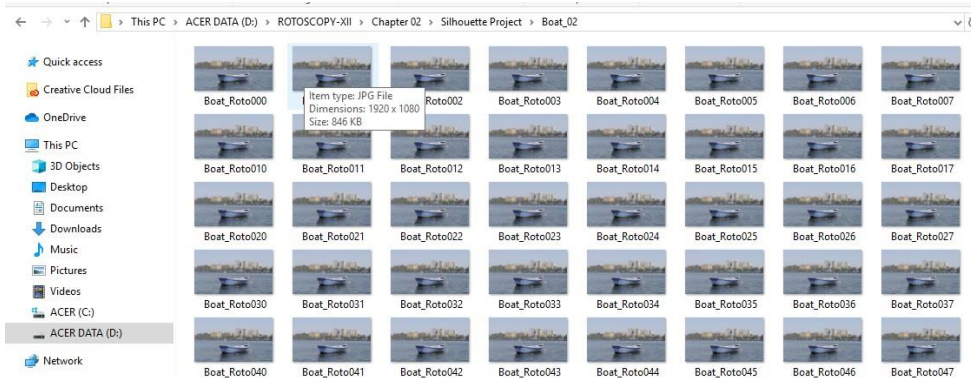 This PC > ACER DATA (D:) > ROTOSCOPY-XII > Chapter 02 > Silhouette Project > Boat_02
Quick access
Creative Cloud Files
OneDrive
This PC
3D Objects
Desktop
Documents
Downloads
Music
Pictures
Videos
ACER (C:)
ACER DATA (D:)
Network
Boat_Roto000 Boat_Roto002 Boat_Roto003 Boat_Roto004 Boat_Roto005 Boat_Roto006 Boat_Roto007
Item type: JPG File
Dimensions: 1920 x 1080
Size: 846 KB
Boat_Roto010 Boat_Roto011 Boat_Roto012 Boat_Roto013 Boat_Roto014 Boat_Roto015 Boat_Roto016 Boat_Roto017
Boat_Roto020 Boat_Roto021 Boat_Roto022 Boat_Roto023 Boat_Roto024 Boat_Roto025 Boat_Roto026 Boat_Roto027
Boat_Roto030 Boat_Roto031 Boat_Roto032 Boat_Roto033 Boat_Roto034 Boat_Roto035 Boat_Roto036 Boat_Roto037
Boat_Roto040 Boat_Roto041 Boat_Roto042 Boat_Roto043 Boat_Roto044 Boat_Roto045 Boat_Roto046 Boat_Roto047